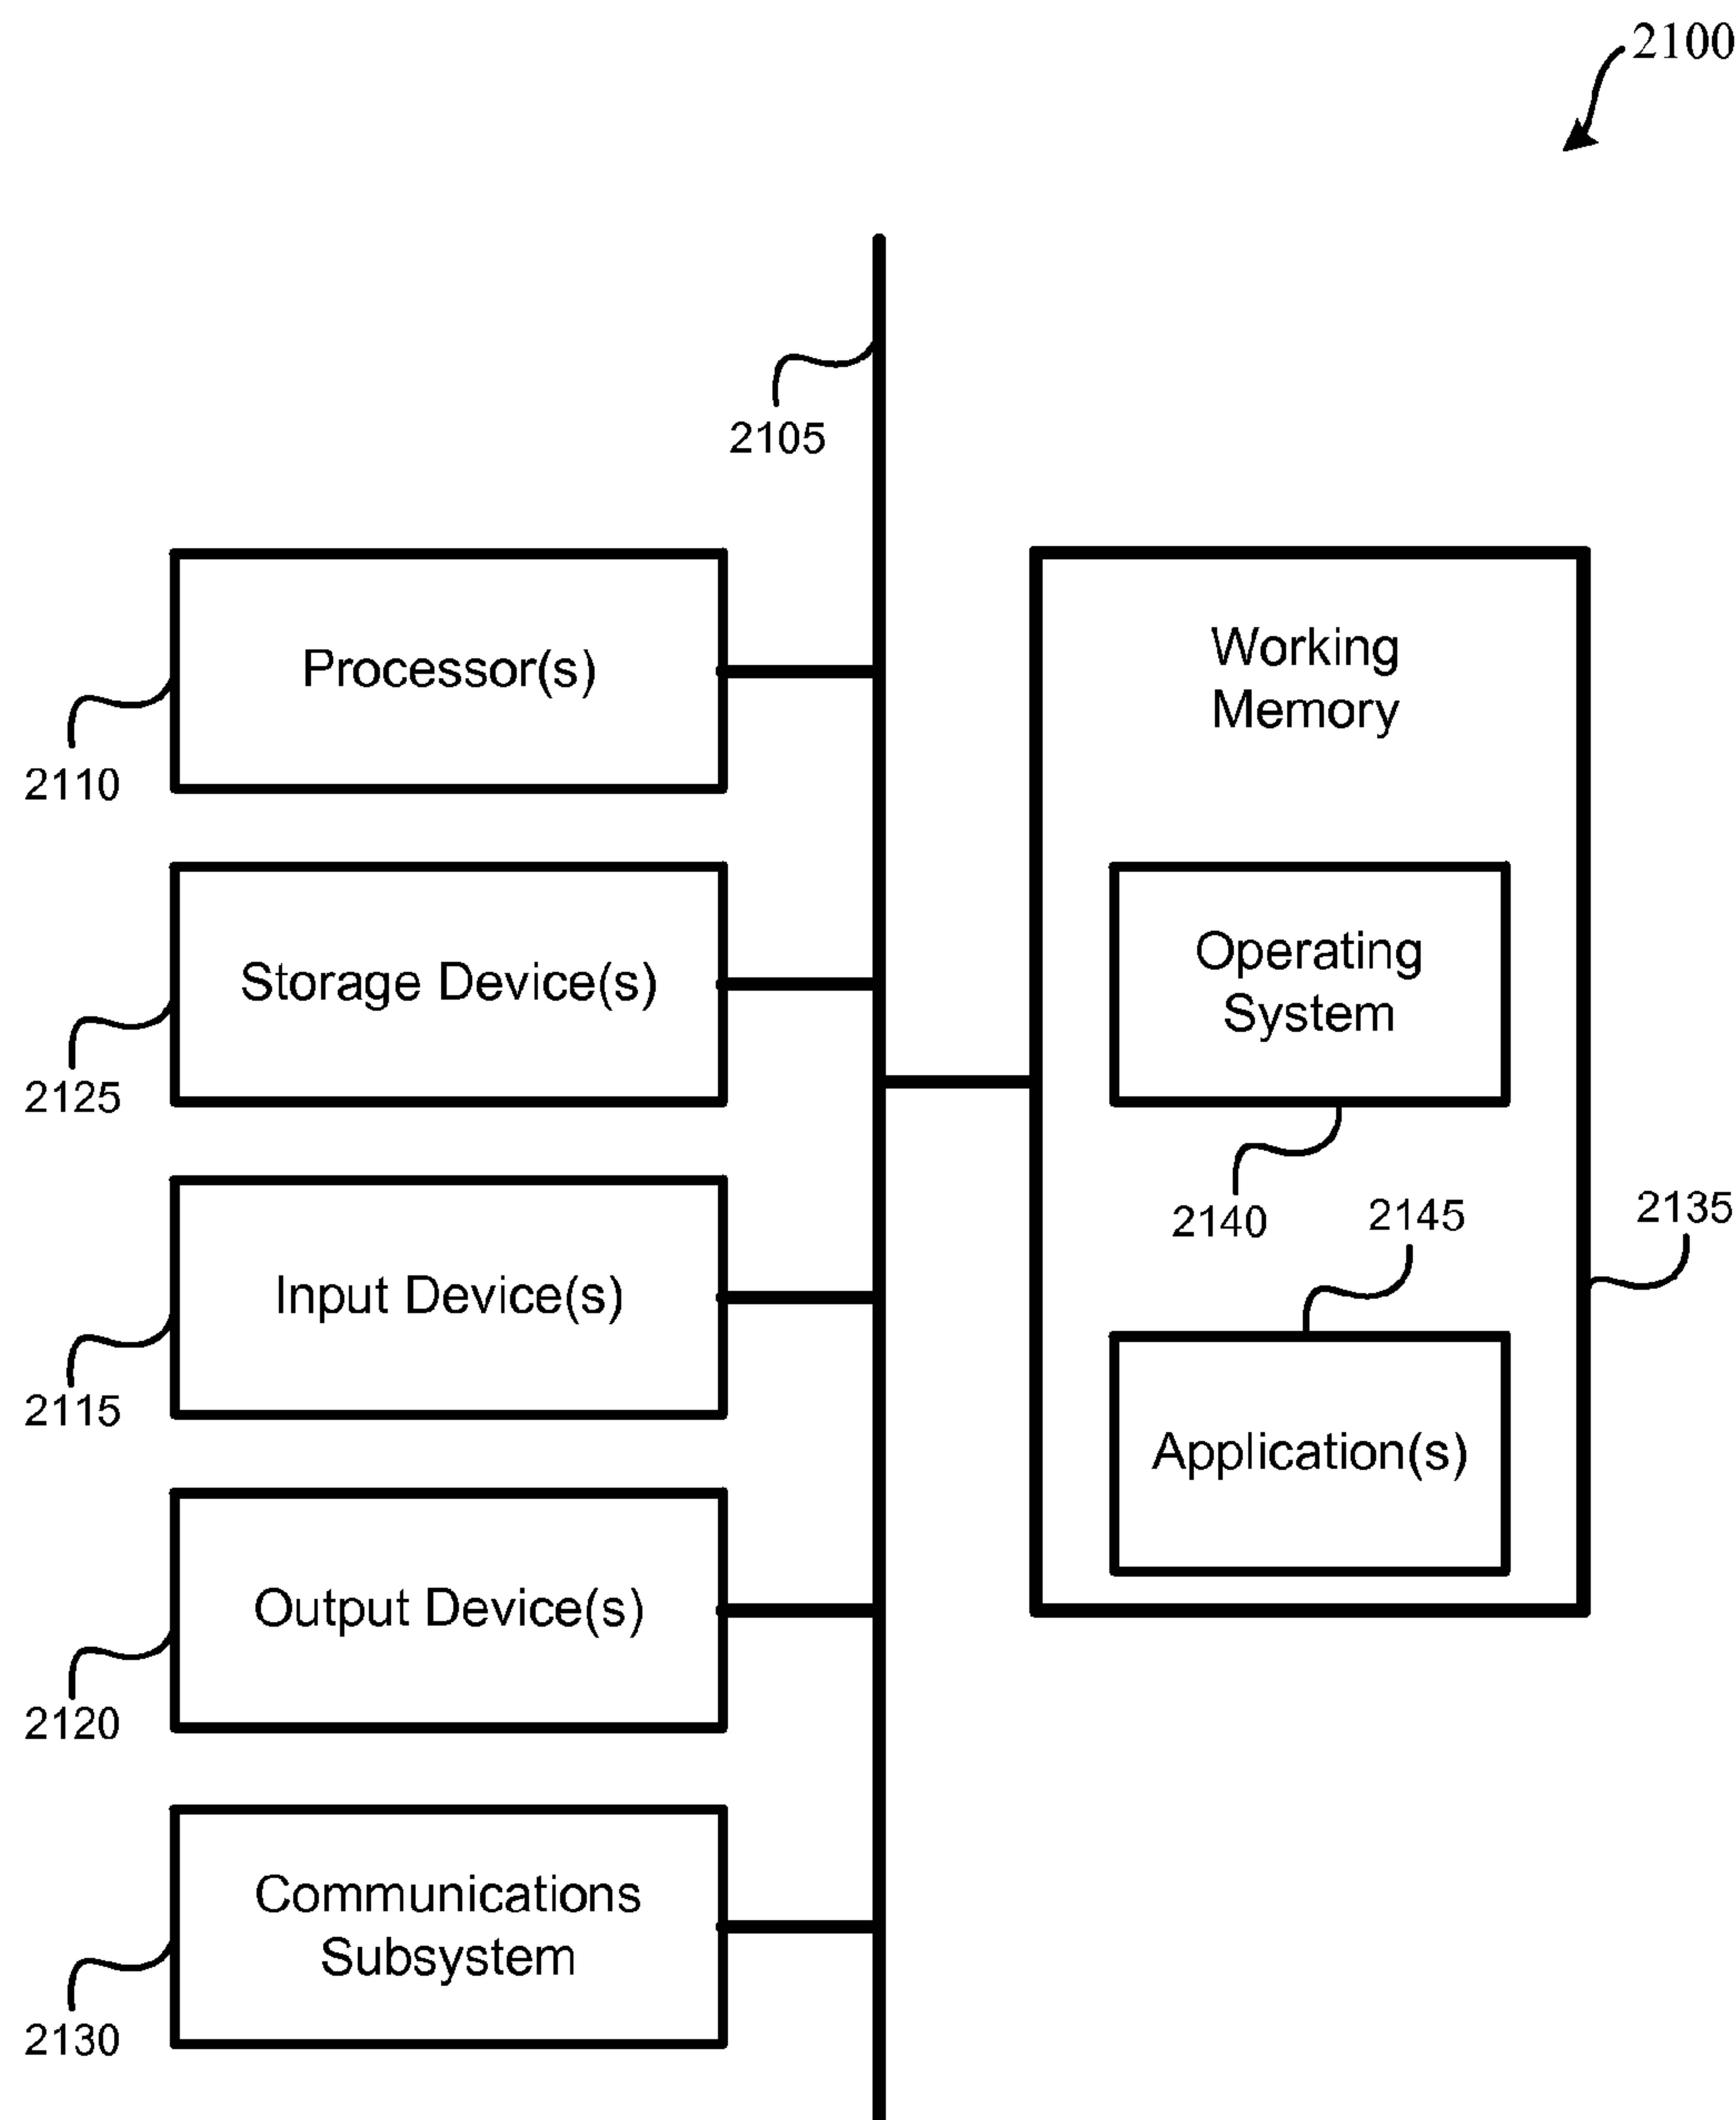 2100
2105
Processor(s)
2110
Storage Device(s)
2125
Input Device(s)
2115
Output Device(s)
2120
Communications
Subsystem
2130
Working
Memory
Operating
System
2140
2145
2135
Application(s)